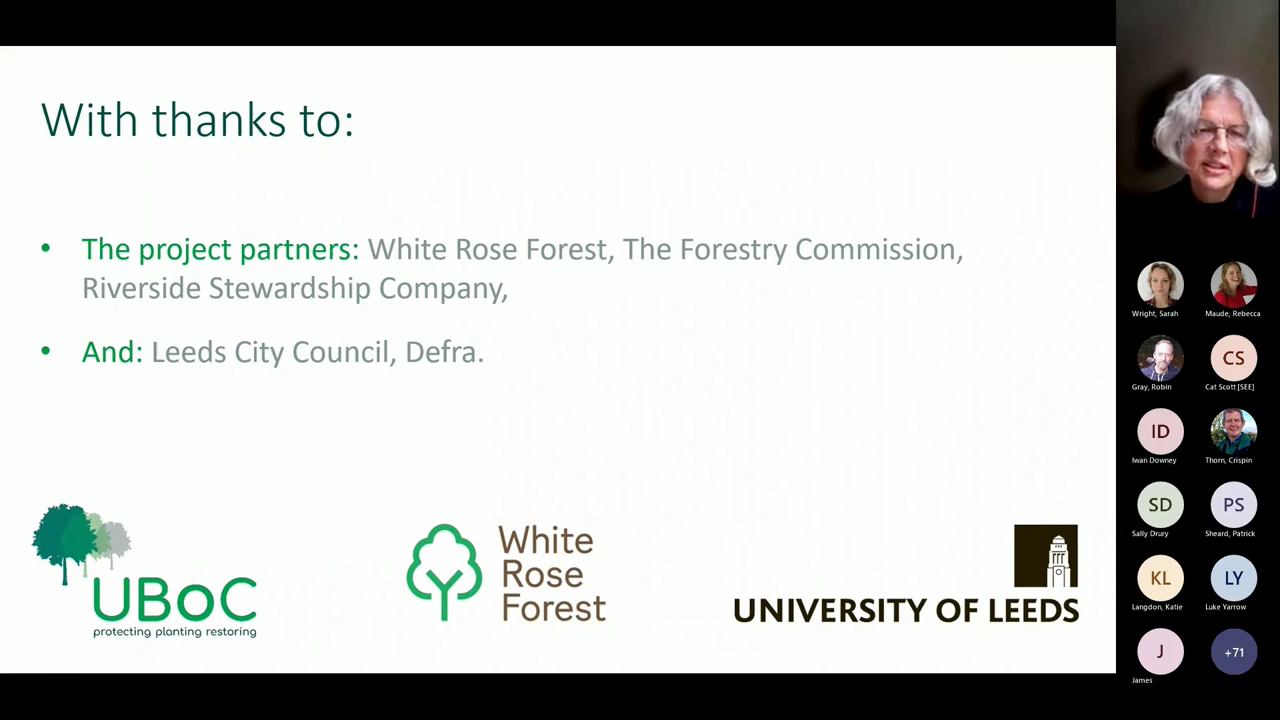 With thanks to:
• The project partners: White Rose Forest, The Forestry Commission,
Riverside Stewardship Company,
• And: Leeds City Council, Defra.
UBoC
protecting planting restoring
White
Rose
Forest
UNIVERSITY OF LEEDS
Wright, Sarah
Maude, Rebecca
Gray, Robin
CS
Cat Scott [SEE]
ID
Iwan Downey
Thorn, Crispin
SD
Sally Drury
PS
Sheard, Patrick
KL
Langdon, Katie
LY
Luke Yarrow
J
James
+71